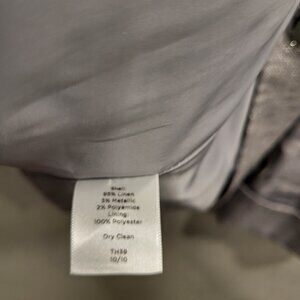 Shell:
95% Linen
3% Metallic
2% Polyamide
Lining:
100% Polyester
Dry Clean
TH39
10/10